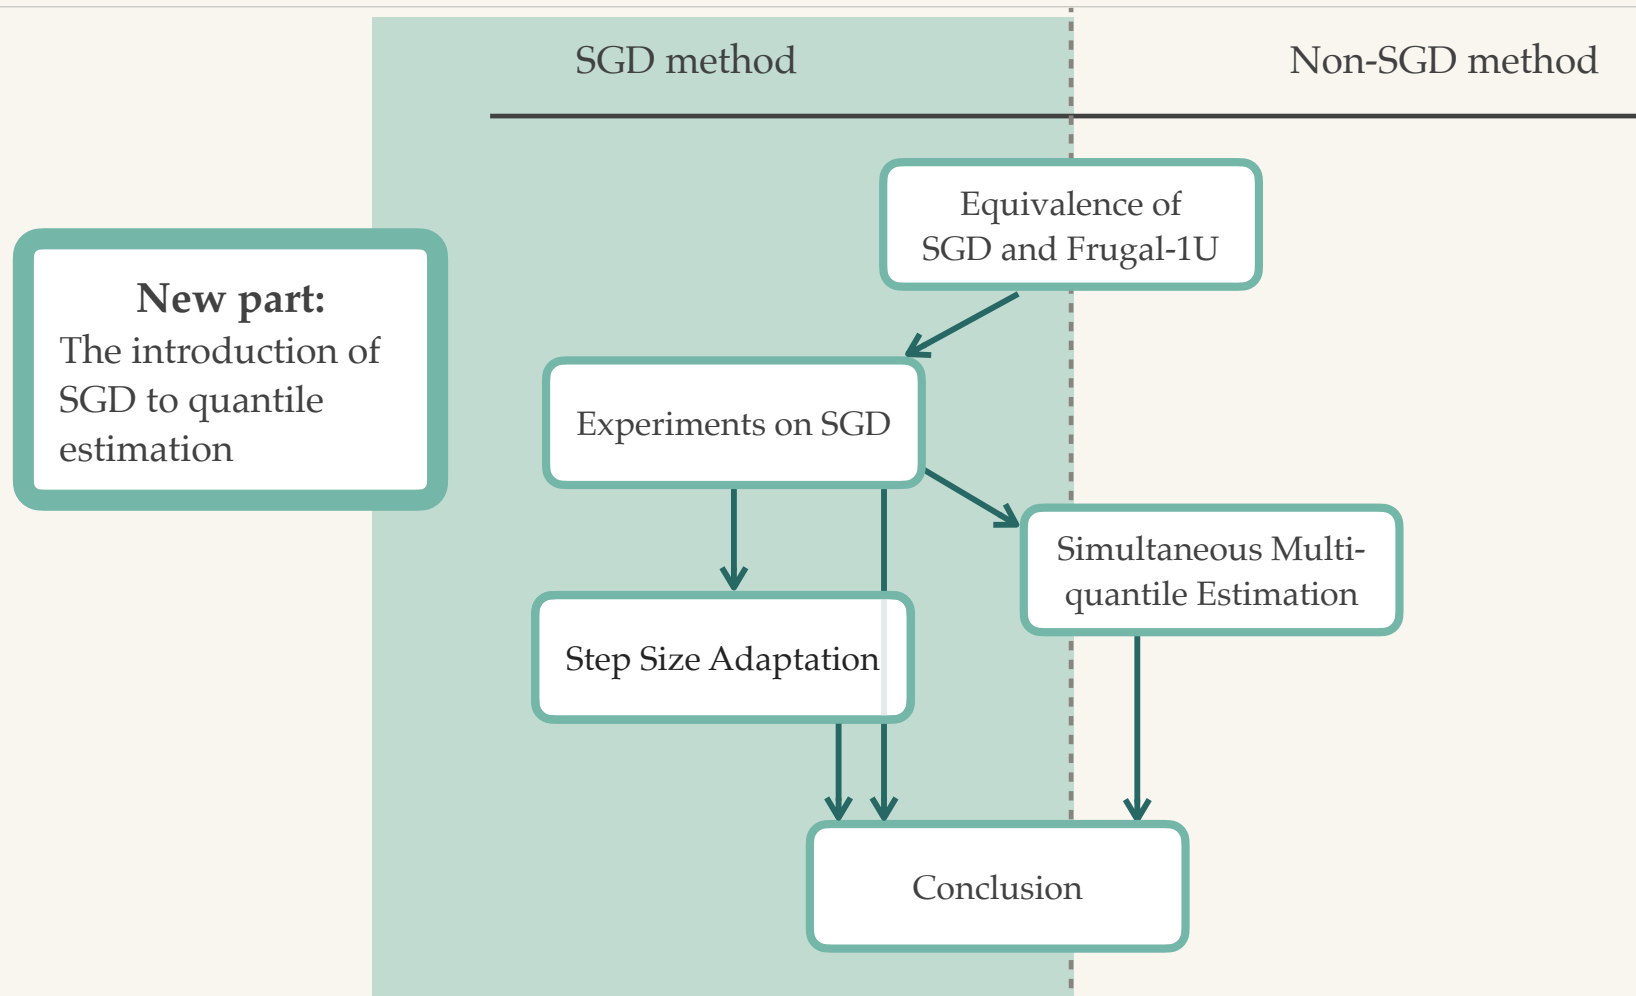 SGD method
Non-SGD method
Equivalence of
SGD and Frugal-1U
New part:
The introduction of
SGD to quantile
estimation
Experiments on SGD
Simultaneous Multi-
quantile Estimation
Step Size Adaptation
Conclusion